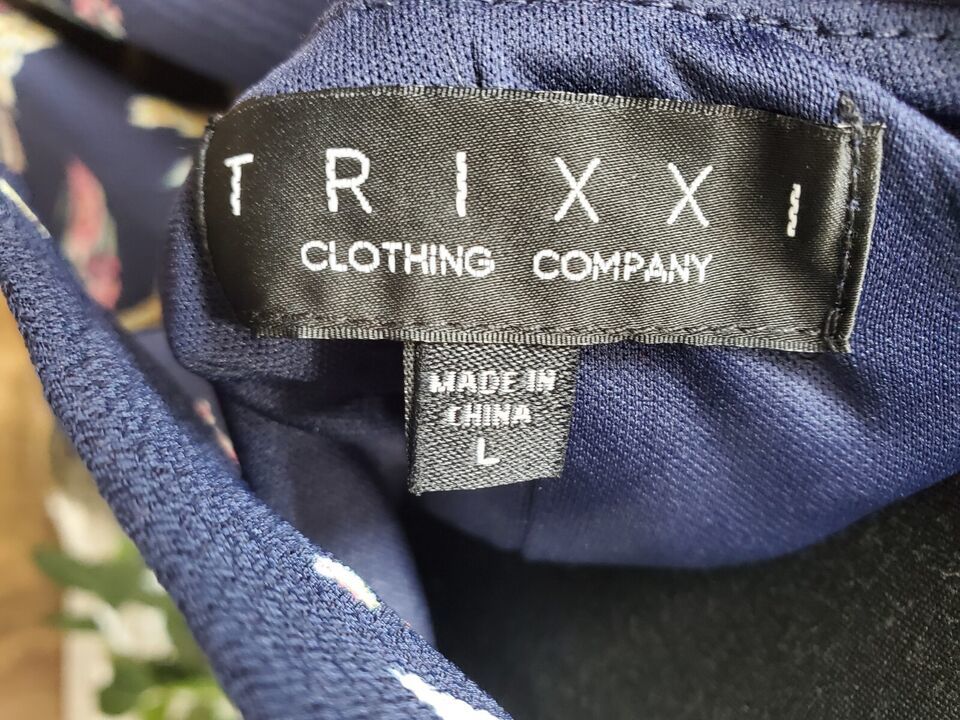 TRIXXI
CLOTHING COMPANY
MADE IN
CHINA
L